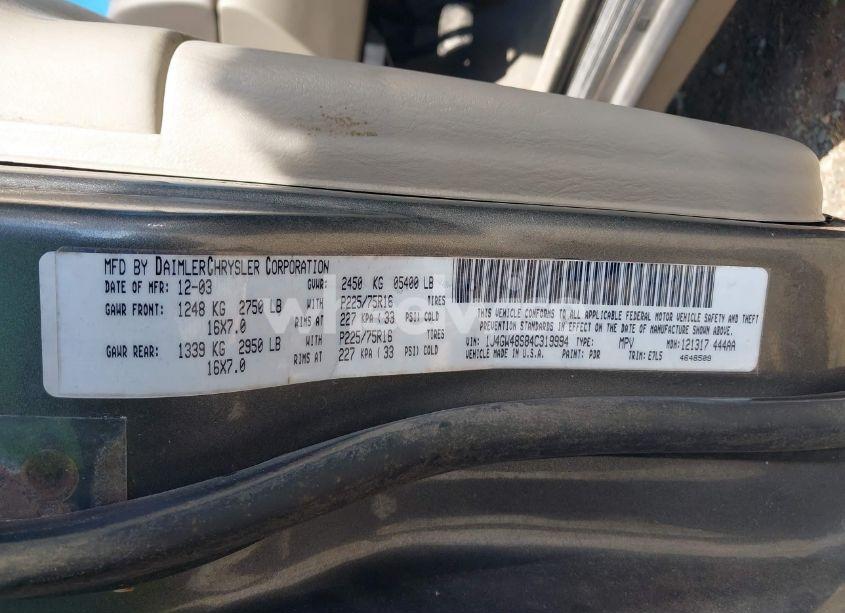 MFD BY DAIMLERCHRYSLER CORPORATION
DATE OF MFR: 12-03 GVWR: 2450 KG 05400 LB
GAWR FRONT: 1248 KG 2750 LB WITH P225/75R16 TIRES
16X7.0 RIMS AT 227 KPA ( 33 PSI) COLD
GAWR REAR: 1339 KG 2950 LB WITH P225/75R16 TIRES
16X7.0 RIMS AT 227 KPA ( 33 PSI) COLD
THIS VEHICLE CONFORMS TO ALL APPLICABLE FEDERAL MOTOR VEHICLE SAFETY AND THEFT
PREVENTION STANDARDS IN EFFECT ON THE DATE OF MANUFACTURE SHOWN ABOVE.
VIN: 1J4GW48S84C319994 TYPE: MPV MDH: 121317 444AA
MADE IN U.S.A. PAINT: PDR TRIM: E7L5 4648509